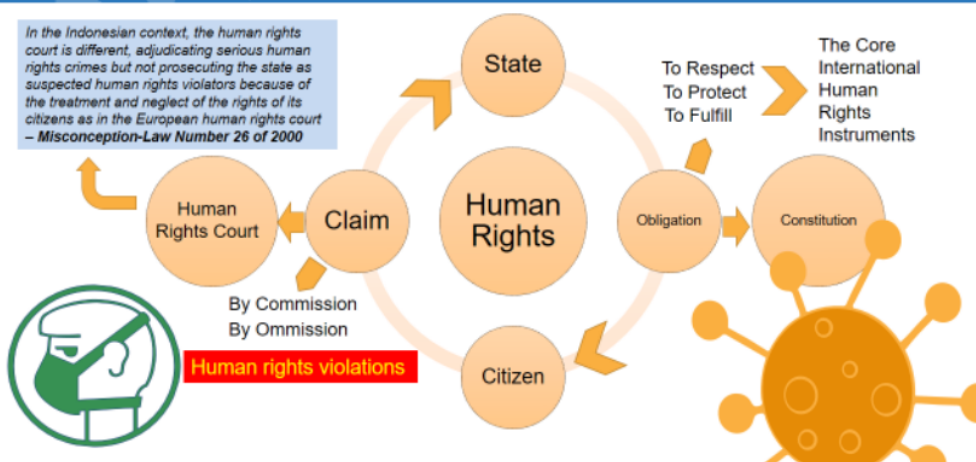 In the Indonesian context, the human rights
court is different, adjudicating serious human
rights crimes but not prosecuting the state as
suspected human rights violators because of
the treatment and neglect of the rights of its
citizens as in the European human rights court
– Misconception-Law Number 26 of 2000
State
To Respect
To Protect
To Fulfill
The Core
International
Human
Rights
Instruments
Human
Rights Court
Claim
Human
Rights
Obligation
Constitution
By Commission
By Ommission
Human rights violations
Citizen